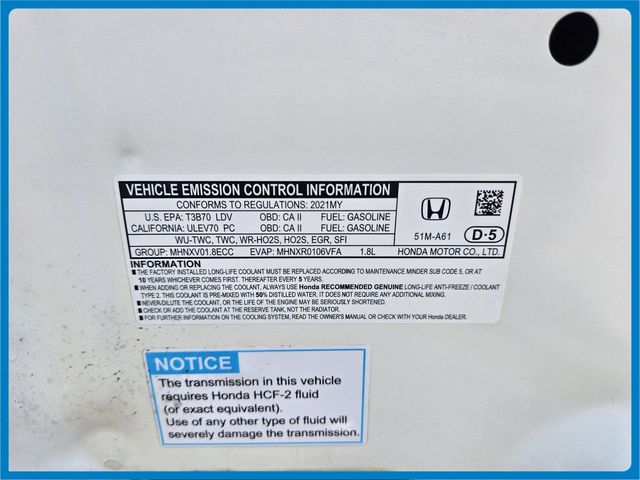 VEHICLE EMISSION CONTROL INFORMATION
CONFORMS TO REGULATIONS: 2021MY
U.S. EPA: T3B70 LDV OBD: CA II FUEL: GASOLINE
CALIFORNIA: ULEV70 PC OBD: CA II FUEL: GASOLINE
WU-TWC, TWC, WR-HO2S, HO2S, EGR, SFI
51M-A61 D·5
GROUP: MHNXV01.8ECC EVAP: MHNXR0106VFA 1.8L HONDA MOTOR CO., LTD.
INFORMATION
■ THE FACTORY INSTALLED LONG-LIFE COOLANT MUST BE REPLACED ACCORDING TO MAINTENANCE MINDER SUB CODE 5, OR AT
10 YEARS WHICHEVER COMES FIRST. THEREAFTER EVERY 5 YEARS.
■ WHEN ADDING OR REPLACING THE COOLANT, ALWAYS USE Honda RECOMMENDED GENUINE LONG-LIFE ANTI-FREEZE / COOLANT
TYPE 2. THIS COOLANT IS PRE-MIXED WITH 50% DISTILLED WATER. IT DOES NOT REQUIRE ANY ADDITIONAL MIXING.
■ NEVER-DILUTE THE COOLANT, OR THE LIFE OF THE ENGINE MAY BE SERIOUSLY SHORTENED.
■ CHECK OR ADD THE COOLANT AT THE RESERVE TANK, NOT THE RADIATOR.
■ FOR FURTHER INFORMATION ON THE COOLING SYSTEM, READ THE OWNER'S MANUAL OR CHECK WITH YOUR Honda DEALER.
NOTICE
The transmission in this vehicle
requires Honda HCF-2 fluid
(or exact equivalent).
Use of any other type of fluid will
severely damage the transmission.